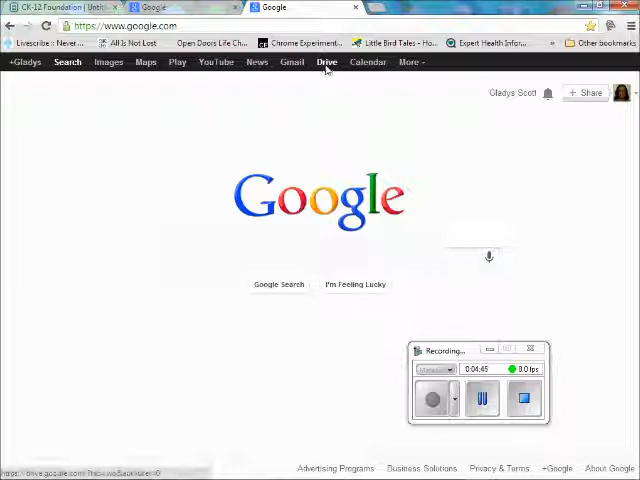 CK-12 Foundation | Untitl
Google
Google
https://www.google.com
Livescribe :: Never ...
All Is Not Lost
Open Doors Life Ch...
Chrome Experiment...
Little Bird Tales - Ho...
Expert Health Infor...
Other bookmarks
+Gladys Search Images Maps Play YouTube News Gmail Drive Calendar More
Gladys Scott
+ Share
Google
Google Search
I'm Feeling Lucky
Recording...
0:04:45
8.0 fps
Advertising Programs Business Solutions Privacy & Terms +Google About Google